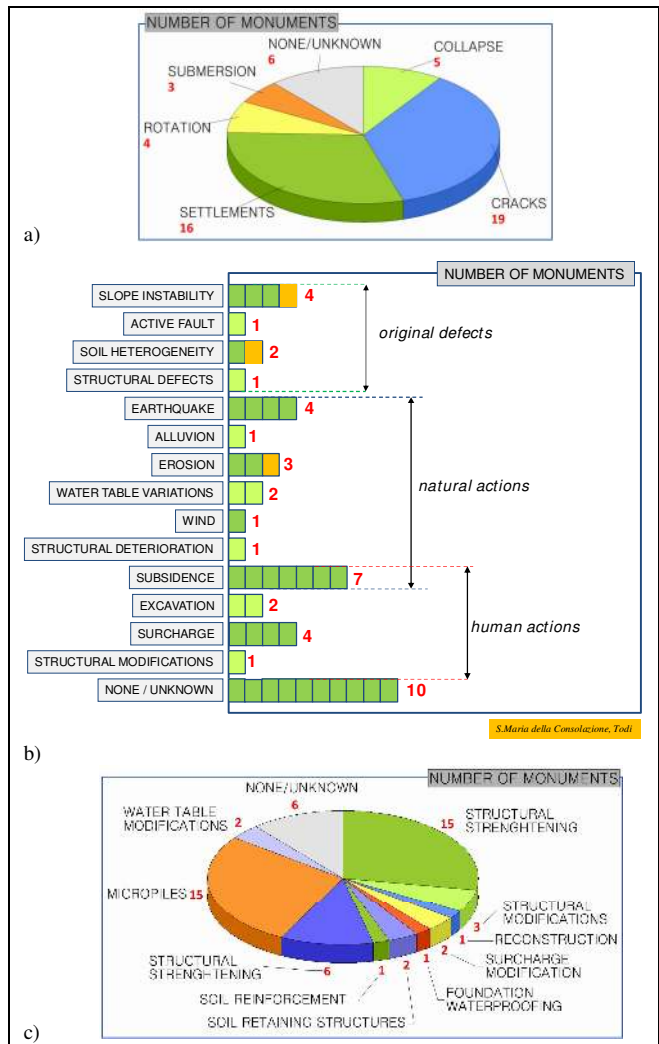 NUMBER OF MONUMENTS
NONE/UNKNOWN
6
COLLAPSE
5
SUBMERSION
3
ROTATION
4
SETTLEMENTS
16
CRACKS
19
a)
NUMBER OF MONUMENTS
SLOPE INSTABILITY 4
ACTIVE FAULT 1
original defects
SOIL HETEROGENEITY 2
STRUCTURAL DEFECTS 1
EARTHQUAKE 4
ALLUVION 1
EROSION 3
natural actions
WATER TABLE VARIATIONS 2
WIND 1
STRUCTURAL DETERIORATION 1
SUBSIDENCE 7
EXCAVATION 2
human actions
SURCHARGE 4
STRUCTURAL MODIFICATIONS 1
NONE / UNKNOWN 10
S.Maria della Consolazione, Todi
b)
NUMBER OF MONUMENTS
NONE/UNKNOWN
6
WATER TABLE
MODIFICATIONS
2
STRUCTURAL
STRENGHTENING
15
MICROPILES
15
STRUCTURAL
MODIFICATIONS
3
RECONSTRUCTION
1
SURCHARGE
MODIFICATION
2
FOUNDATION
WATERPROOFING
1
STRUCTURAL
STRENGHTENING
6
SOIL REINFORCEMENT
1
SOIL RETAINING STRUCTURES
2
c)